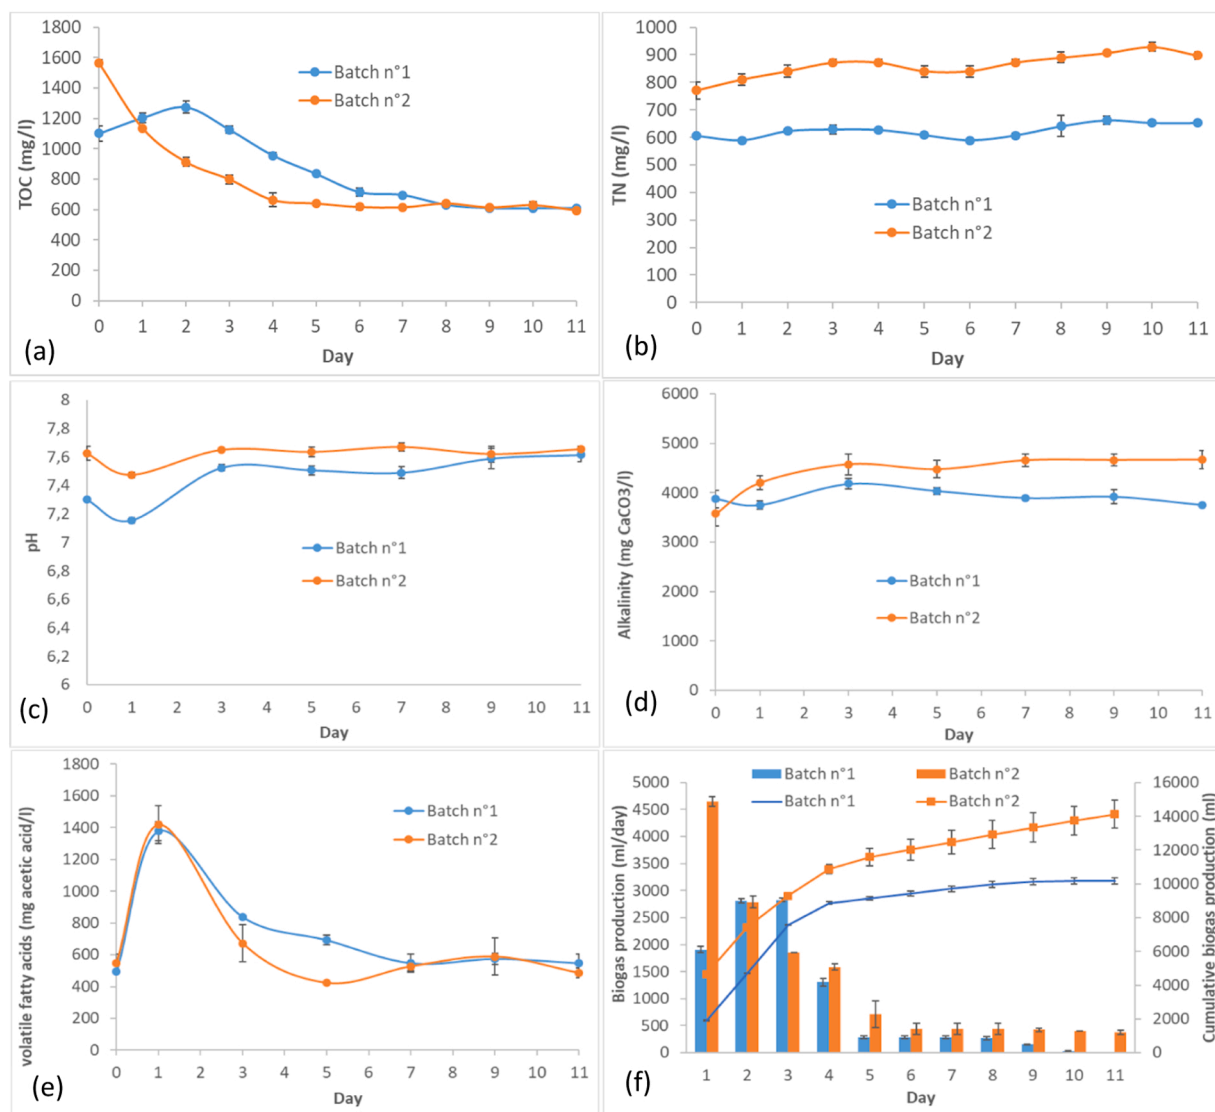 1800
1600
1400
1200
1000
800
600
400
200
0
TOC (mg/l)
Batch n°1
Batch n°2
0 1 2 3 4 5 6 7 8 9 10 11
Day
(a)
1000
900
800
700
600
500
400
300
200
100
0
TN (mg/l)
Batch n°1
Batch n°2
0 1 2 3 4 5 6 7 8 9 10 11
Day
(b)
8
7,8
7,6
7,4
7,2
7
6,8
6,6
6,4
6,2
6
pH
Batch n°1
Batch n°2
0 1 2 3 4 5 6 7 8 9 10 11
Day
(c)
6000
5000
4000
3000
2000
1000
0
Alkalinity (mg CaCO3/l)
Batch n°1
Batch n°2
0 1 2 3 4 5 6 7 8 9 10 11
Day
(d)
1800
1600
1400
1200
1000
800
600
400
200
0
volatile fatty acids (mg acetic acid/l)
Batch n°1
Batch n°2
0 1 2 3 4 5 6 7 8 9 10 11
Day
(e)
Batch n°1 Batch n°2
Batch n°1 Batch n°2
5000
4500
4000
3500
3000
2500
2000
1500
1000
500
0
Biogas production (ml/day)
16000
14000
12000
10000
8000
6000
4000
2000
0
Cumulative biogas production (ml)
1 2 3 4 5 6 7 8 9 10 11
Day
(f)